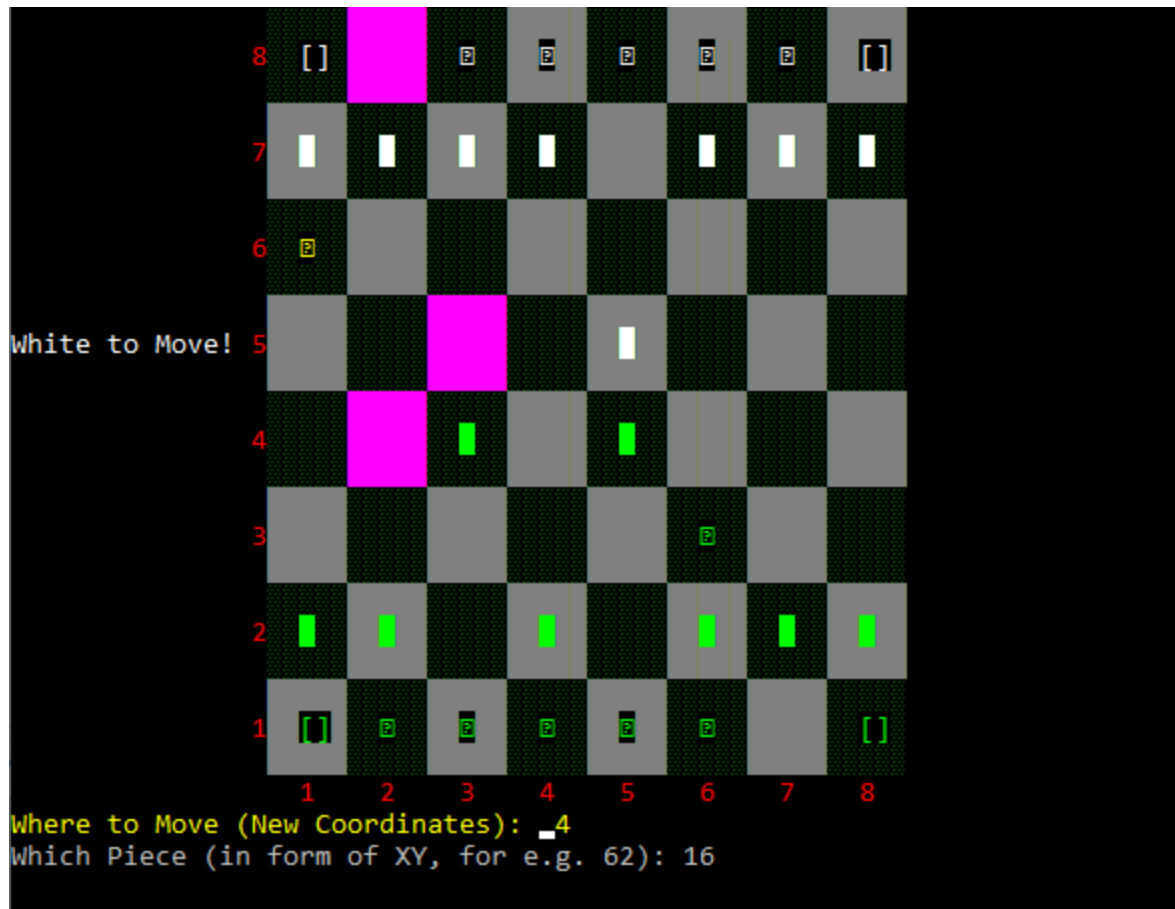 8 [] [] 
7
6
White to Move! 5
4
3
2
1 [] []
1 2 3 4 5 6 7 8
Where to Move (New Coordinates): _4
Which Piece (in form of XY, for e.g. 62): 16